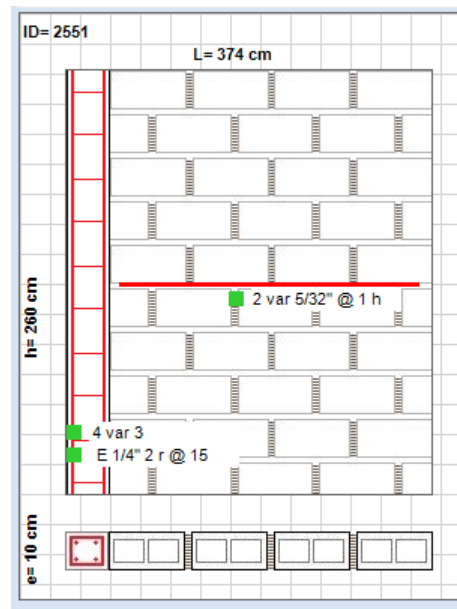 ID= 2551
L= 374 cm
h= 260 cm
2 var 5/32" @ 1 h
4 var 3
E 1/4" 2 r @ 15
e= 10 cm